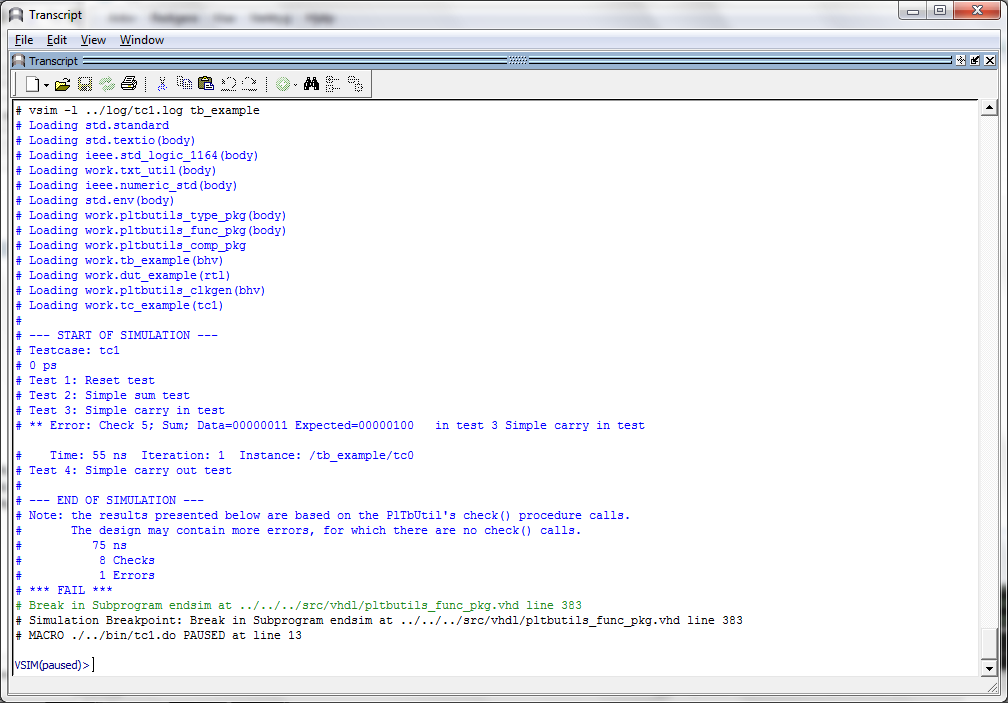 Transcript
File Edit View Window
Transcript
# vsim -l ../log/tc1.log tb_example
# Loading std.standard
# Loading std.textio(body)
# Loading ieee.std_logic_1164(body)
# Loading work.txt_util(body)
# Loading ieee.numeric_std(body)
# Loading std.env(body)
# Loading work.pltbutils_type_pkg(body)
# Loading work.pltbutils_func_pkg(body)
# Loading work.pltbutils_comp_pkg
# Loading work.tb_example(bhv)
# Loading work.dut_example(rtl)
# Loading work.pltbutils_clkgen(bhv)
# Loading work.tc_example(tc1)
#
# --- START OF SIMULATION ---
# Testcase: tc1
# 0 ps
# Test 1: Reset test
# Test 2: Simple sum test
# Test 3: Simple carry in test
# ** Error: Check 5; Sum; Data=00000011 Expected=00000100   in test 3 Simple carry in test
#    Time: 55 ns  Iteration: 1  Instance: /tb_example/tc0
# Test 4: Simple carry out test
#
# --- END OF SIMULATION ---
# Note: the results presented below are based on the PlTbUtil's check() procedure calls.
#       The design may contain more errors, for which there are no check() calls.
#          75 ns
#           8 Checks
#           1 Errors
# *** FAIL ***
# Break in Subprogram endsim at ../../../src/vhdl/pltbutils_func_pkg.vhd line 383
# Simulation Breakpoint: Break in Subprogram endsim at ../../../src/vhdl/pltbutils_func_pkg.vhd line 383
# MACRO ./../bin/tc1.do PAUSED at line 13
VSIM(paused)>